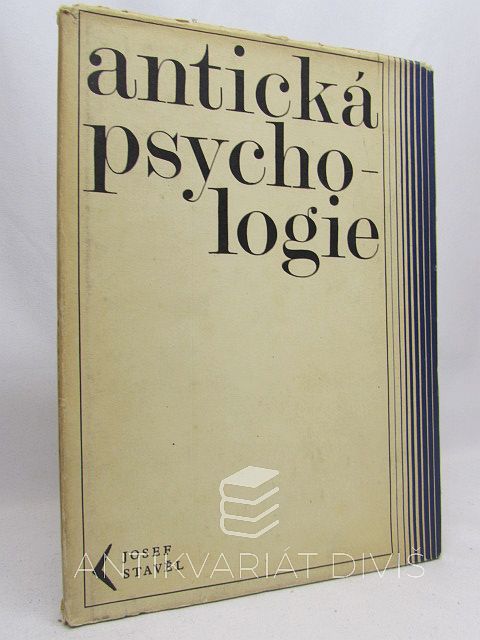 antická
psycho-
logie
JOSEF
STAVĚL
ANTIKVARIÁT DIVIŠ